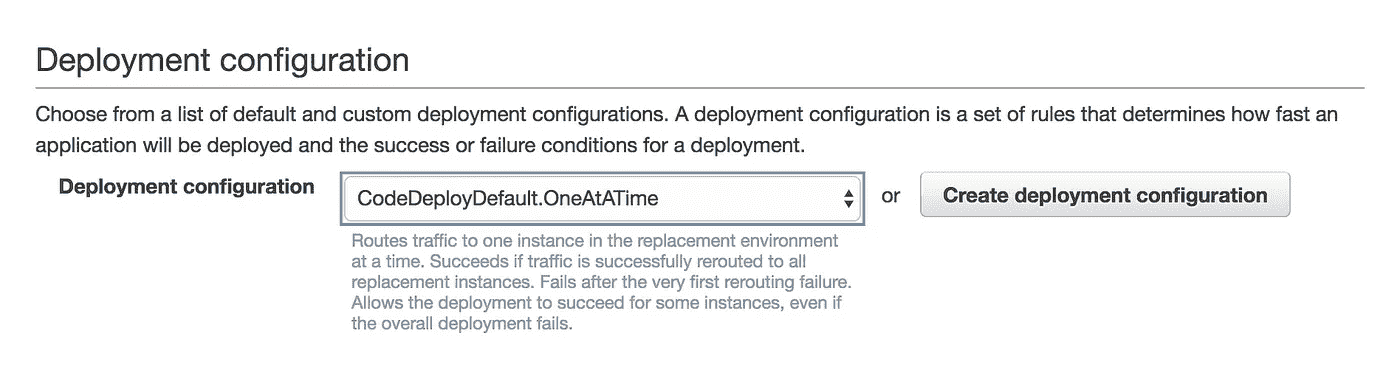 Deployment configuration
Choose from a list of default and custom deployment configurations. A deployment configuration is a set of rules that determines how fast an
application will be deployed and the success or failure conditions for a deployment.
Deployment configuration CodeDeployDefault.OneAtATime or Create deployment configuration
Routes traffic to one instance in the replacement environment
at a time. Succeeds if traffic is successfully rerouted to all
replacement instances. Fails after the very first rerouting failure.
Allows the deployment to succeed for some instances, even if
the overall deployment fails.